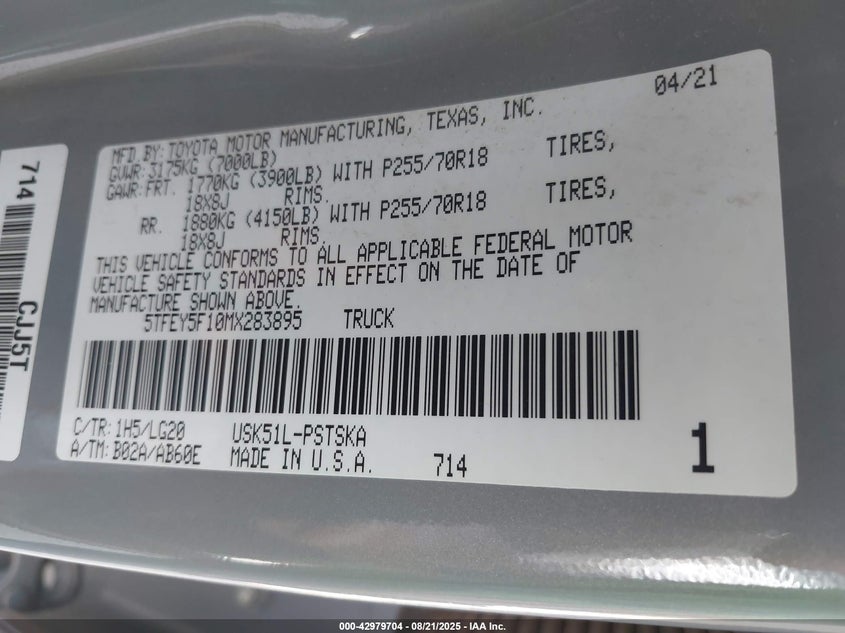 04/21
MFD BY: TOYOTA MOTOR MANUFACTURING, TEXAS, INC.
GVWR: 3175KG (7000LB)
GAWR: FRT. 1770KG (3900LB) WITH P255/70R18 TIRES,
18X8J RIMS.
RR. 1880KG (4150LB) WITH P255/70R18 TIRES,
18X8J RIMS.
THIS VEHICLE CONFORMS TO ALL APPLICABLE FEDERAL MOTOR
VEHICLE SAFETY STANDARDS IN EFFECT ON THE DATE OF
MANUFACTURE SHOWN ABOVE.
5TFEY5F10MX283895 TRUCK
C/TR: 1H5/LG20 USK51L-PSTSKA
A/TM: B02A/AB60E MADE IN U.S.A. 714
1
714
CJJ5T
000-42979704 - 08/21/2025 - IAA Inc.